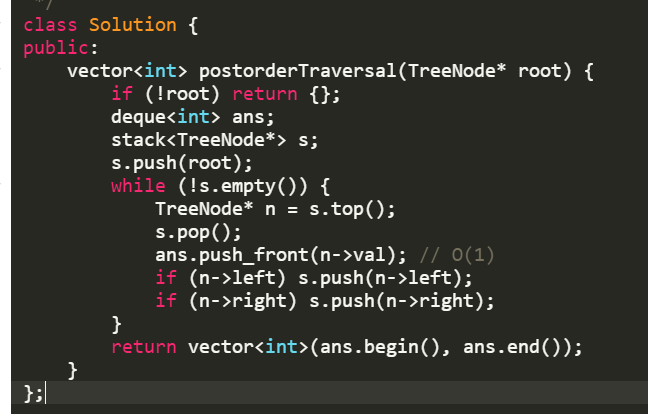 */
class Solution {
public:
    vector<int> postorderTraversal(TreeNode* root) {
        if (!root) return {};
        deque<int> ans;
        stack<TreeNode*> s;
        s.push(root);
        while (!s.empty()) {
            TreeNode* n = s.top();
            s.pop();
            ans.push_front(n->val); // O(1)
            if (n->left) s.push(n->left);
            if (n->right) s.push(n->right);
        }
        return vector<int>(ans.begin(), ans.end());
    }
};